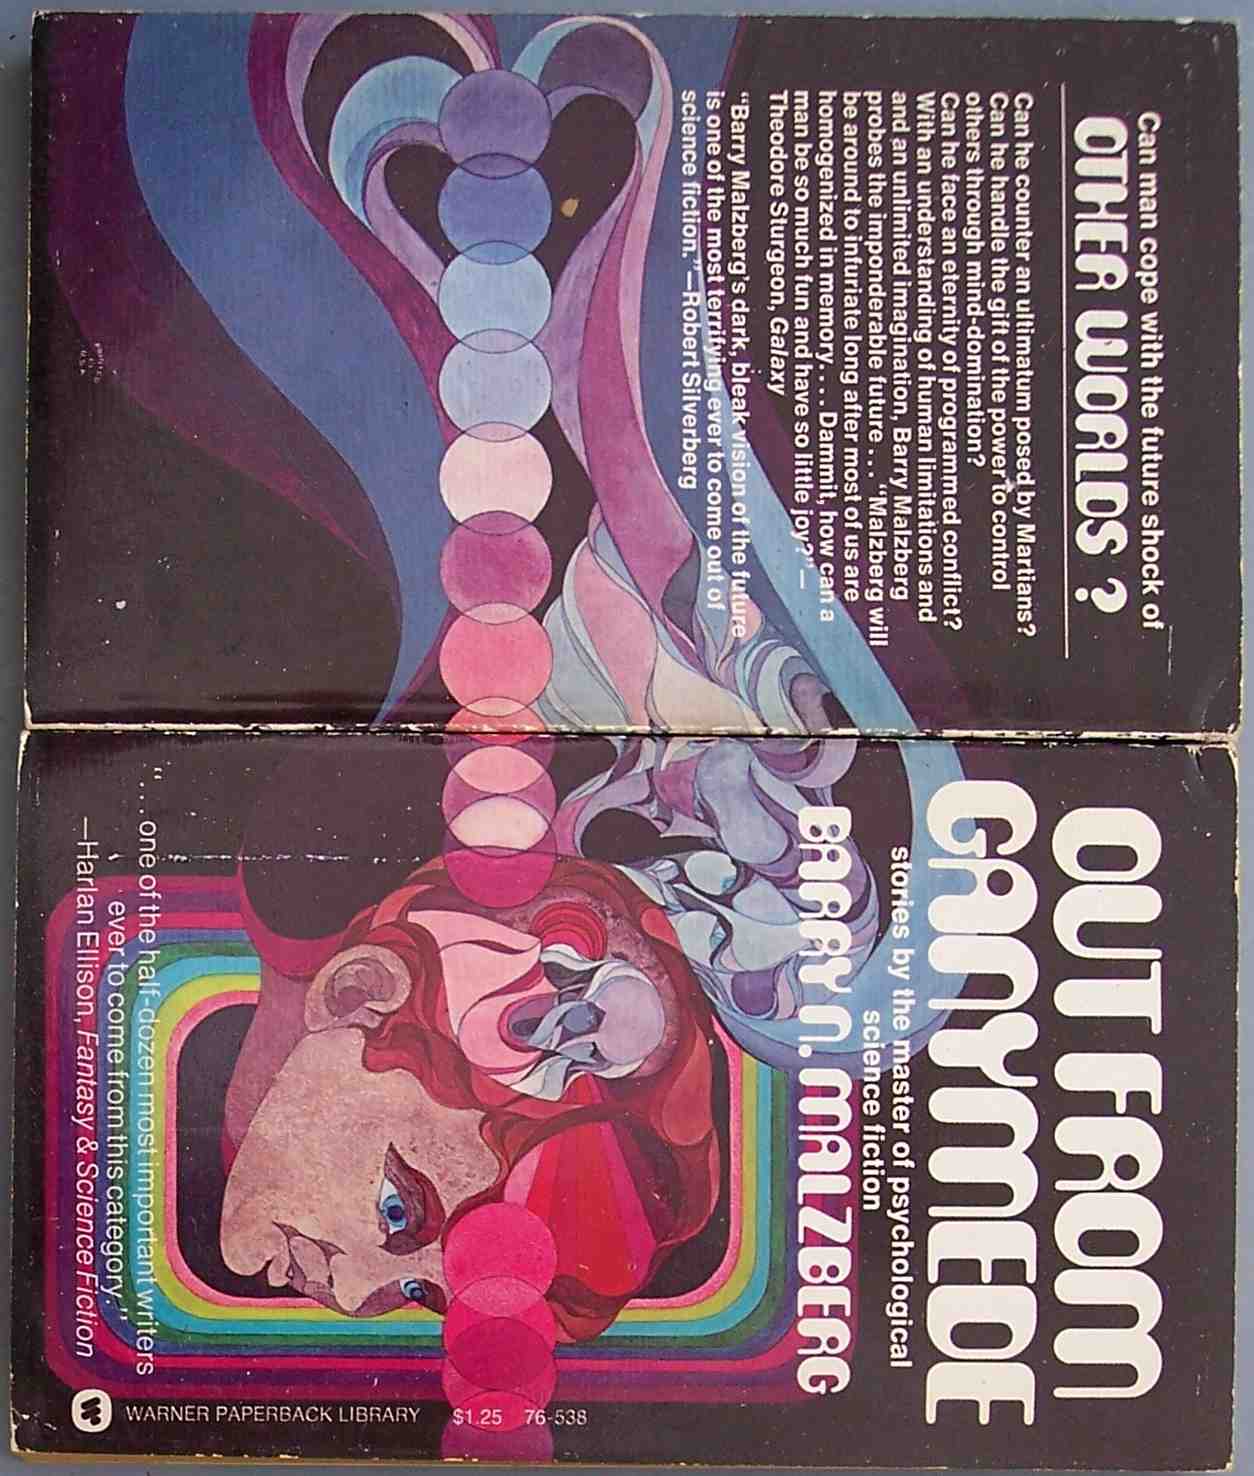 OUT FROM
GANYMEDE
stories by the master of psychological
science fiction
BARRY N. MALZBERG
“...one of the half-dozen most important writers
ever to come from this category.”
—Harlan Ellison, Fantasy & Science Fiction
WARNER PAPERBACK LIBRARY $1.25 76-538
Can man cope with the future shock of
OTHER WORLDS?
Can he counter an ultimatum posed by Martians?
Can he handle the gift of the power to control
others through mind-domination?
Can he face an eternity of programmed conflict?
With an understanding of human limitations and
and an unlimited imagination, Barry Malzberg
probes the imponderable future... “Malzberg will
be around to infuriate long after most of us are
homogenized in memory.... Dammit, how can a
man be so much fun and have so little joy?”—
Theodore Sturgeon, Galaxy
“Barry Malzberg’s dark, bleak vision of the future
is one of the most terrifying ever to come out of
science fiction.”—Robert Silverberg
U.S.A.